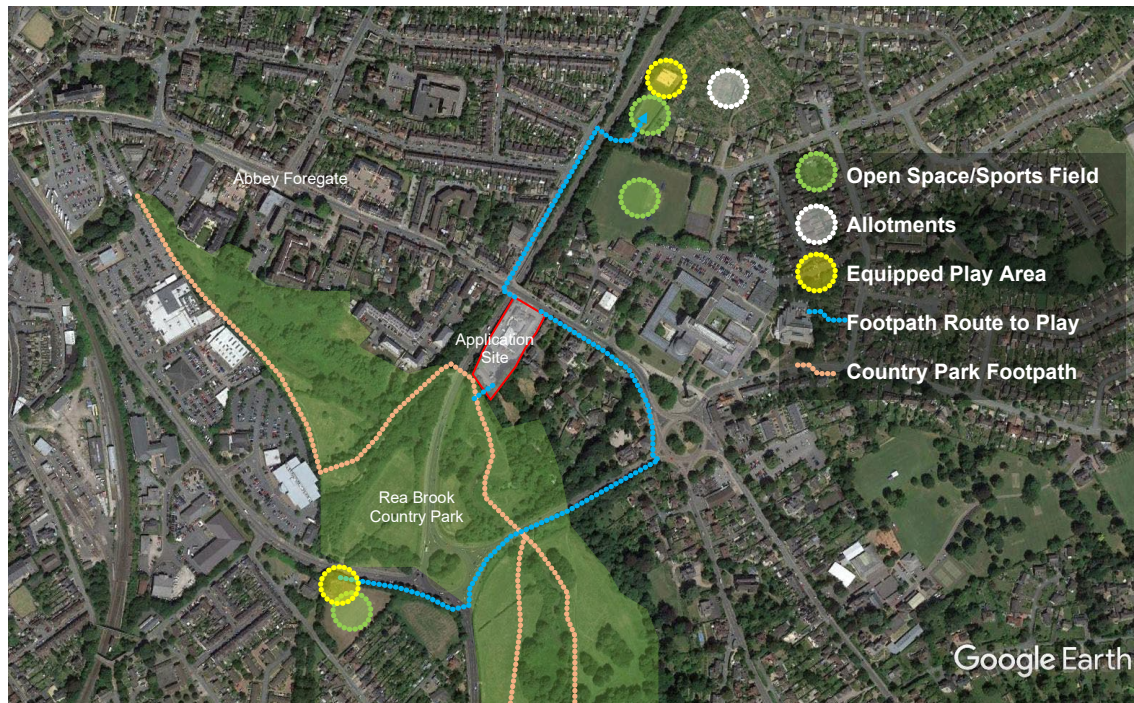 Abbey Foregate
Open Space/Sports Field
Allotments
Equipped Play Area
Footpath Route to Play
Country Park Footpath
Application
Site
Rea Brook
Country Park
Google Earth